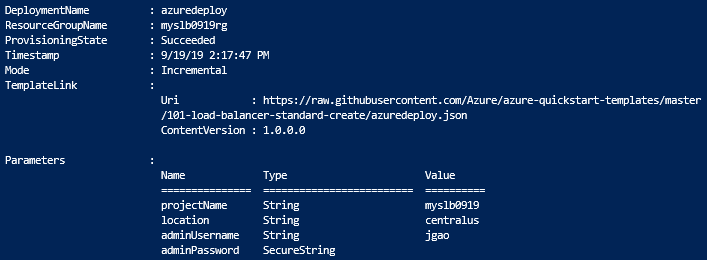 DeploymentName : azuredeploy
ResourceGroupName : myslb0919rg
ProvisioningState : Succeeded
Timestamp : 9/19/19 2:17:47 PM
Mode : Incremental
TemplateLink :
Uri : https://raw.githubusercontent.com/Azure/azure-quickstart-templates/master
/101-load-balancer-standard-create/azuredeploy.json
ContentVersion : 1.0.0.0
Parameters :
Name Type Value
=============== ========================= ==========
projectName String myslb0919
location String centralus
adminUsername String jgao
adminPassword SecureString